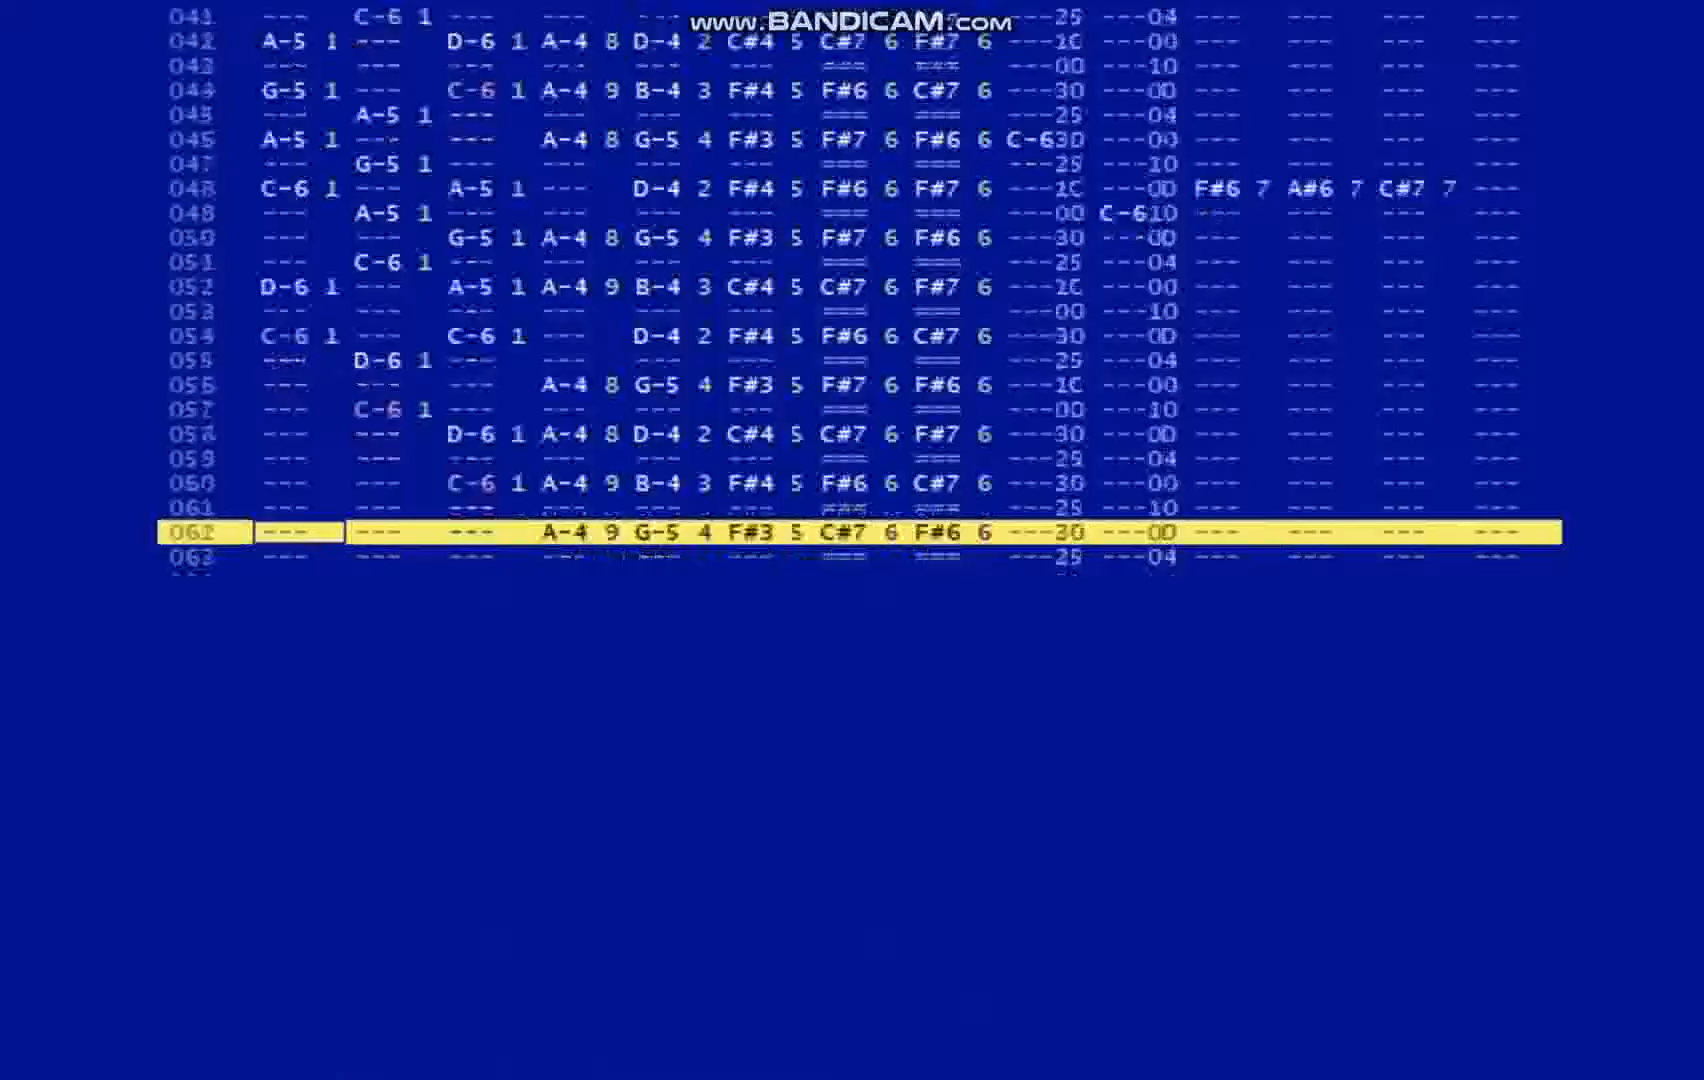 www.BANDICAM.com
041 --- C-6 1 --- --- 25 ---04
042 A-5 1 --- D-6 1 A-4 8 D-4 2 C#4 5 C#7 6 F#7 6 ---1C ---00 --- --- --- ---
043 --- --- --- --- --- --- === === ---00 ---10 --- --- --- ---
044 G-5 1 --- C-6 1 A-4 9 B-4 3 F#4 5 F#6 6 C#7 6 ---30 ---00 --- --- --- ---
045 --- A-5 1 --- --- --- --- === === ---25 ---04 --- --- --- ---
046 A-5 1 --- --- A-4 8 G-5 4 F#3 5 F#7 6 F#6 6 C-630 ---00 --- --- --- ---
047 --- G-5 1 --- --- --- --- === === ---25 ---10 --- --- --- ---
048 C-6 1 --- A-5 1 --- D-4 2 F#4 5 F#6 6 F#7 6 ---1C ---00 F#6 7 A#6 7 C#7 7 ---
049 --- A-5 1 --- --- --- --- === === ---00 C-610 --- --- --- ---
050 --- --- G-5 1 A-4 8 G-5 4 F#3 5 F#7 6 F#6 6 ---30 ---00 --- --- --- ---
051 --- C-6 1 --- --- --- --- === === ---25 ---04 --- --- --- ---
052 D-6 1 --- A-5 1 A-4 9 B-4 3 C#4 5 C#7 6 F#7 6 ---1C ---00 --- --- --- ---
053 --- --- --- --- --- --- === === ---00 ---10 --- --- --- ---
054 C-6 1 --- C-6 1 --- D-4 2 F#4 5 F#6 6 C#7 6 ---30 ---00 --- --- --- ---
055 --- D-6 1 --- --- --- --- === === ---25 ---04 --- --- --- ---
056 --- --- --- A-4 8 G-5 4 F#3 5 F#7 6 F#6 6 ---1C ---00 --- --- --- ---
057 --- C-6 1 --- --- --- --- === === ---00 ---10 --- --- --- ---
058 --- --- D-6 1 A-4 8 D-4 2 C#4 5 C#7 6 F#7 6 ---30 ---00 --- --- --- ---
059 --- --- --- --- --- --- === === ---25 ---04 --- --- --- ---
060 --- --- C-6 1 A-4 9 B-4 3 F#4 5 F#6 6 C#7 6 ---30 ---00 --- --- --- ---
061 --- --- --- --- --- --- === === ---25 ---10 --- --- --- ---
062 --- --- --- A-4 9 G-5 4 F#3 5 C#7 6 F#6 6 ---30 ---00 --- --- --- ---
063 --- --- --- --- --- --- === === ---25 ---04 --- --- --- ---